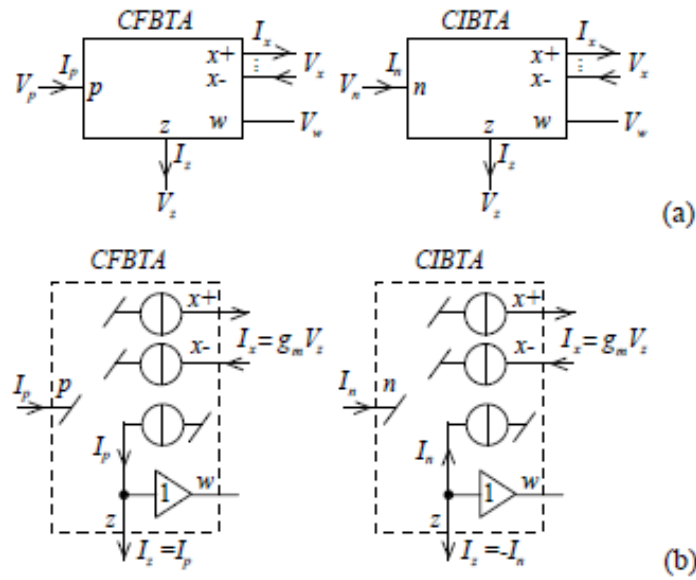 CFBTA CIBTA
I_p I_x I_n I_x
x+ x+
V_p p x- V_x V_n n x- V_x
z w V_w z w V_w
I_z I_z
V_z V_z
(a)
CFBTA CIBTA
x+ x+
x- I_x = g_m V_z x- I_x = g_m V_z
I_p p I_n n
I_p I_n
1 w 1 w
z z
I_z = I_p I_z = -I_n
(b)